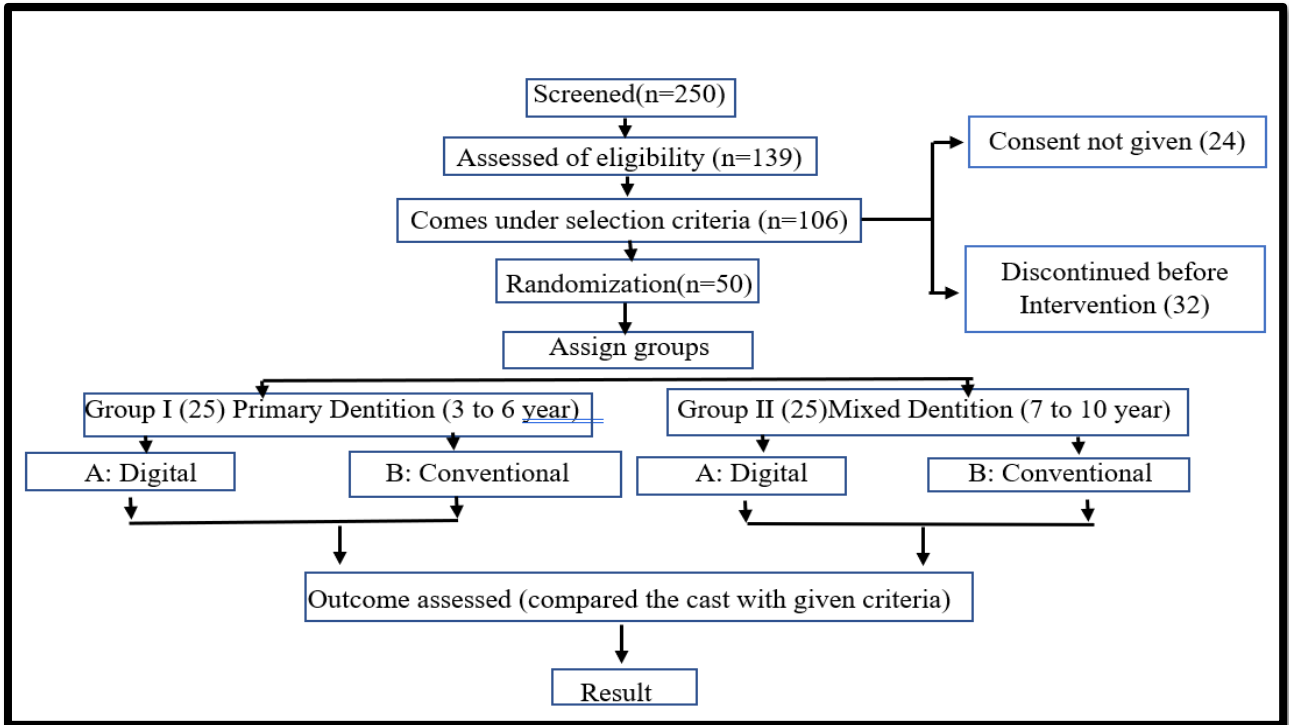 Screened(n=250)
Assessed of eligibility (n=139)
Consent not given (24)
Comes under selection criteria (n=106)
Discontinued before
Intervention (32)
Randomization(n=50)
Assign groups
Group I (25) Primary Dentition (3 to 6 year)
Group II (25)Mixed Dentition (7 to 10 year)
A: Digital
B: Conventional
A: Digital
B: Conventional
Outcome assessed (compared the cast with given criteria)
Result